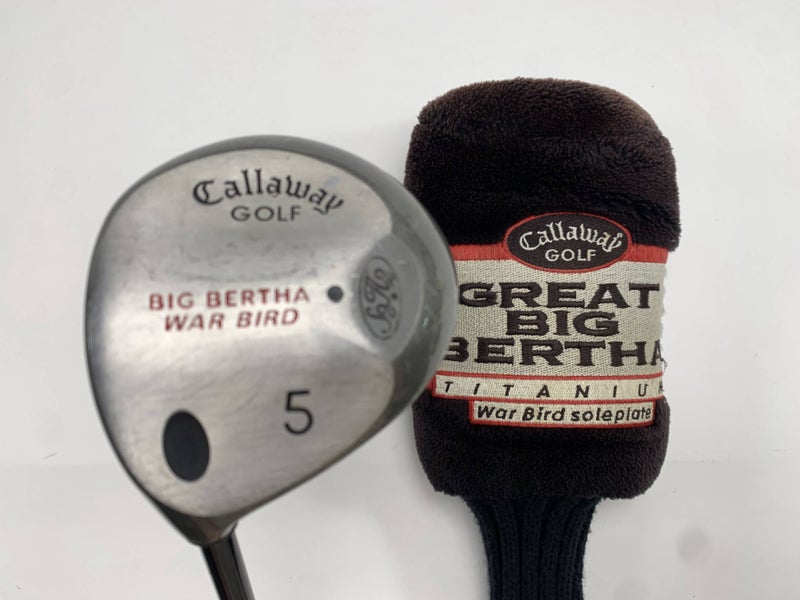 Callaway
GOLF
BIG BERTHA
WAR BIRD
5
Callaway
GOLF
GREAT
BIG
BERTHA
TITANIUM
War Bird soleplate